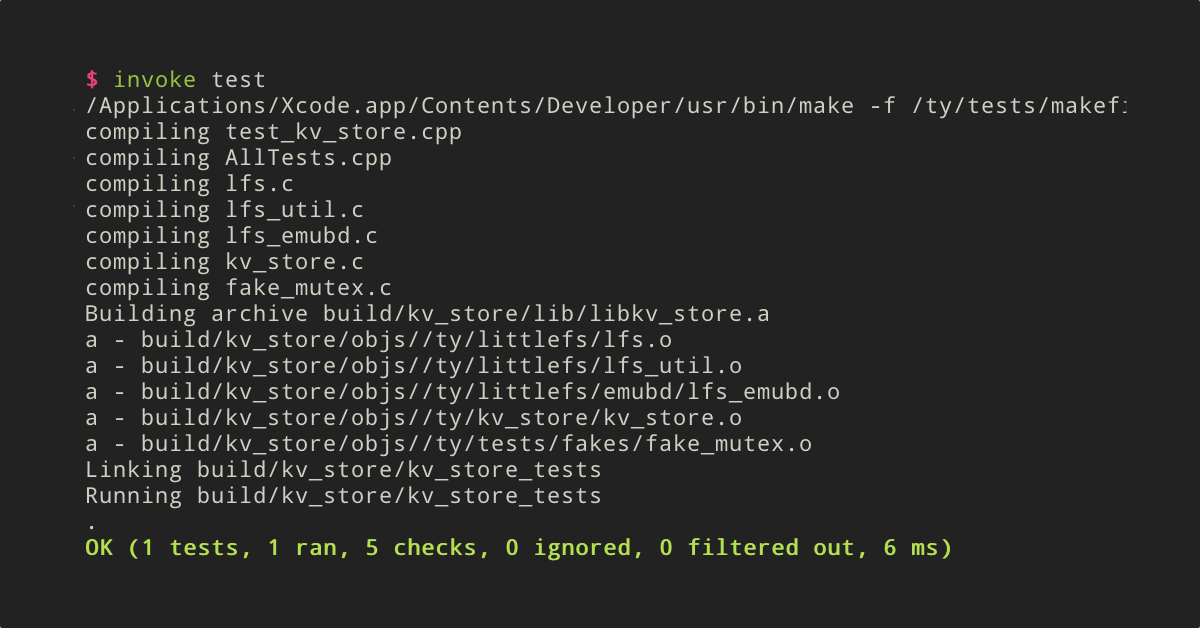 $ invoke test
/Applications/Xcode.app/Contents/Developer/usr/bin/make -f /ty/tests/makef
compiling test_kv_store.cpp
compiling AllTests.cpp
compiling lfs.c
compiling lfs_util.c
compiling lfs_emubd.c
compiling kv_store.c
compiling fake_mutex.c
Building archive build/kv_store/lib/libkv_store.a
a - build/kv_store/objs//ty/littlefs/lfs.o
a - build/kv_store/objs//ty/littlefs/lfs_util.o
a - build/kv_store/objs//ty/littlefs/emubd/lfs_emubd.o
a - build/kv_store/objs//ty/kv_store/kv_store.o
a - build/kv_store/objs//ty/tests/fakes/fake_mutex.o
Linking build/kv_store/kv_store_tests
Running build/kv_store/kv_store_tests
.
OK (1 tests, 1 ran, 5 checks, 0 ignored, 0 filtered out, 6 ms)